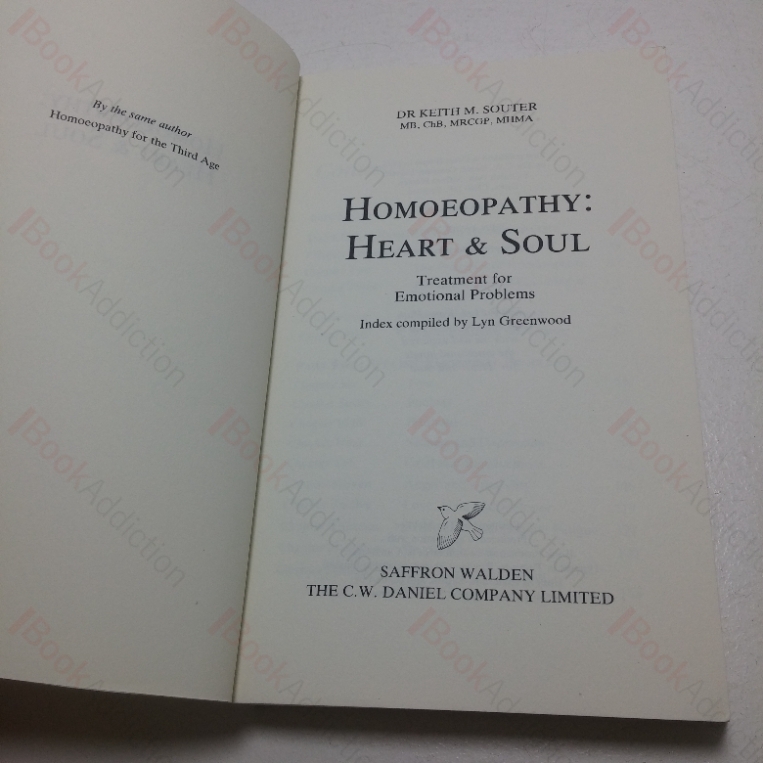 By the same author
Homoeopathy for the Third Age
DR KEITH M. SOUTER
MB, ChB, MRCGP, MHMA
HOMOEOPATHY:
HEART & SOUL
Treatment for
Emotional Problems
Index compiled by Lyn Greenwood
SAFFRON WALDEN
THE C.W. DANIEL COMPANY LIMITED
BookAddiction